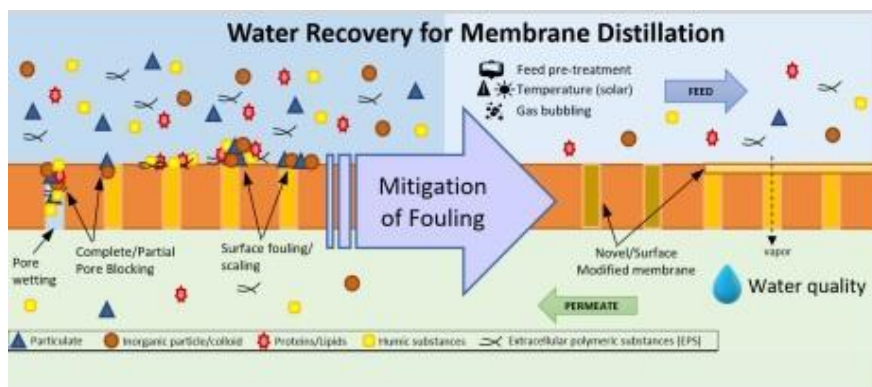 Water Recovery for Membrane Distillation
Feed pre-treatment
Temperature (solar)
Gas bubbling
FEED
Mitigation
of Fouling
Pore
wetting
Complete/Partial
Pore Blocking
Surface fouling/
scaling
Novel/Surface
Modified membrane
vapor
Water quality
PERMEATE
Particulate
Inorganic particle/colloid
Proteins/Lipids
Humic substances
Extracellular polymeric substances (EPS)